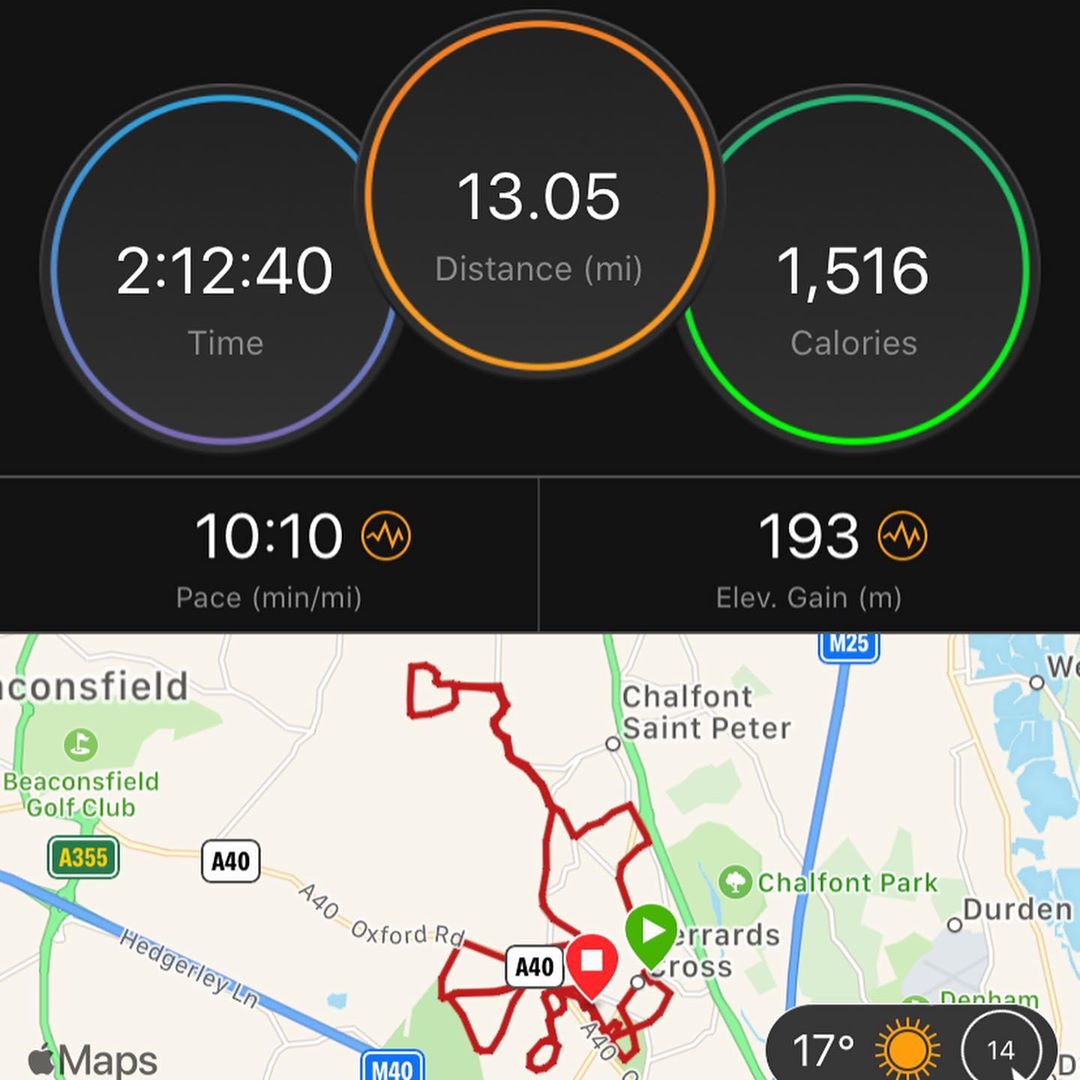 13.05
Distance (mi)
2:12:40
Time
1,516
Calories
10:10
Pace (min/mi)
193
Elev. Gain (m)
M25
aconsfield
We
Chalfont
Saint Peter
Beaconsfield
Golf Club
A355
A40
A40
Oxford Rd
Chalfont Park
Durden
errards
Cross
A40
Hedgerley Ln
Denham
A40
17°
14
Maps
M40
D